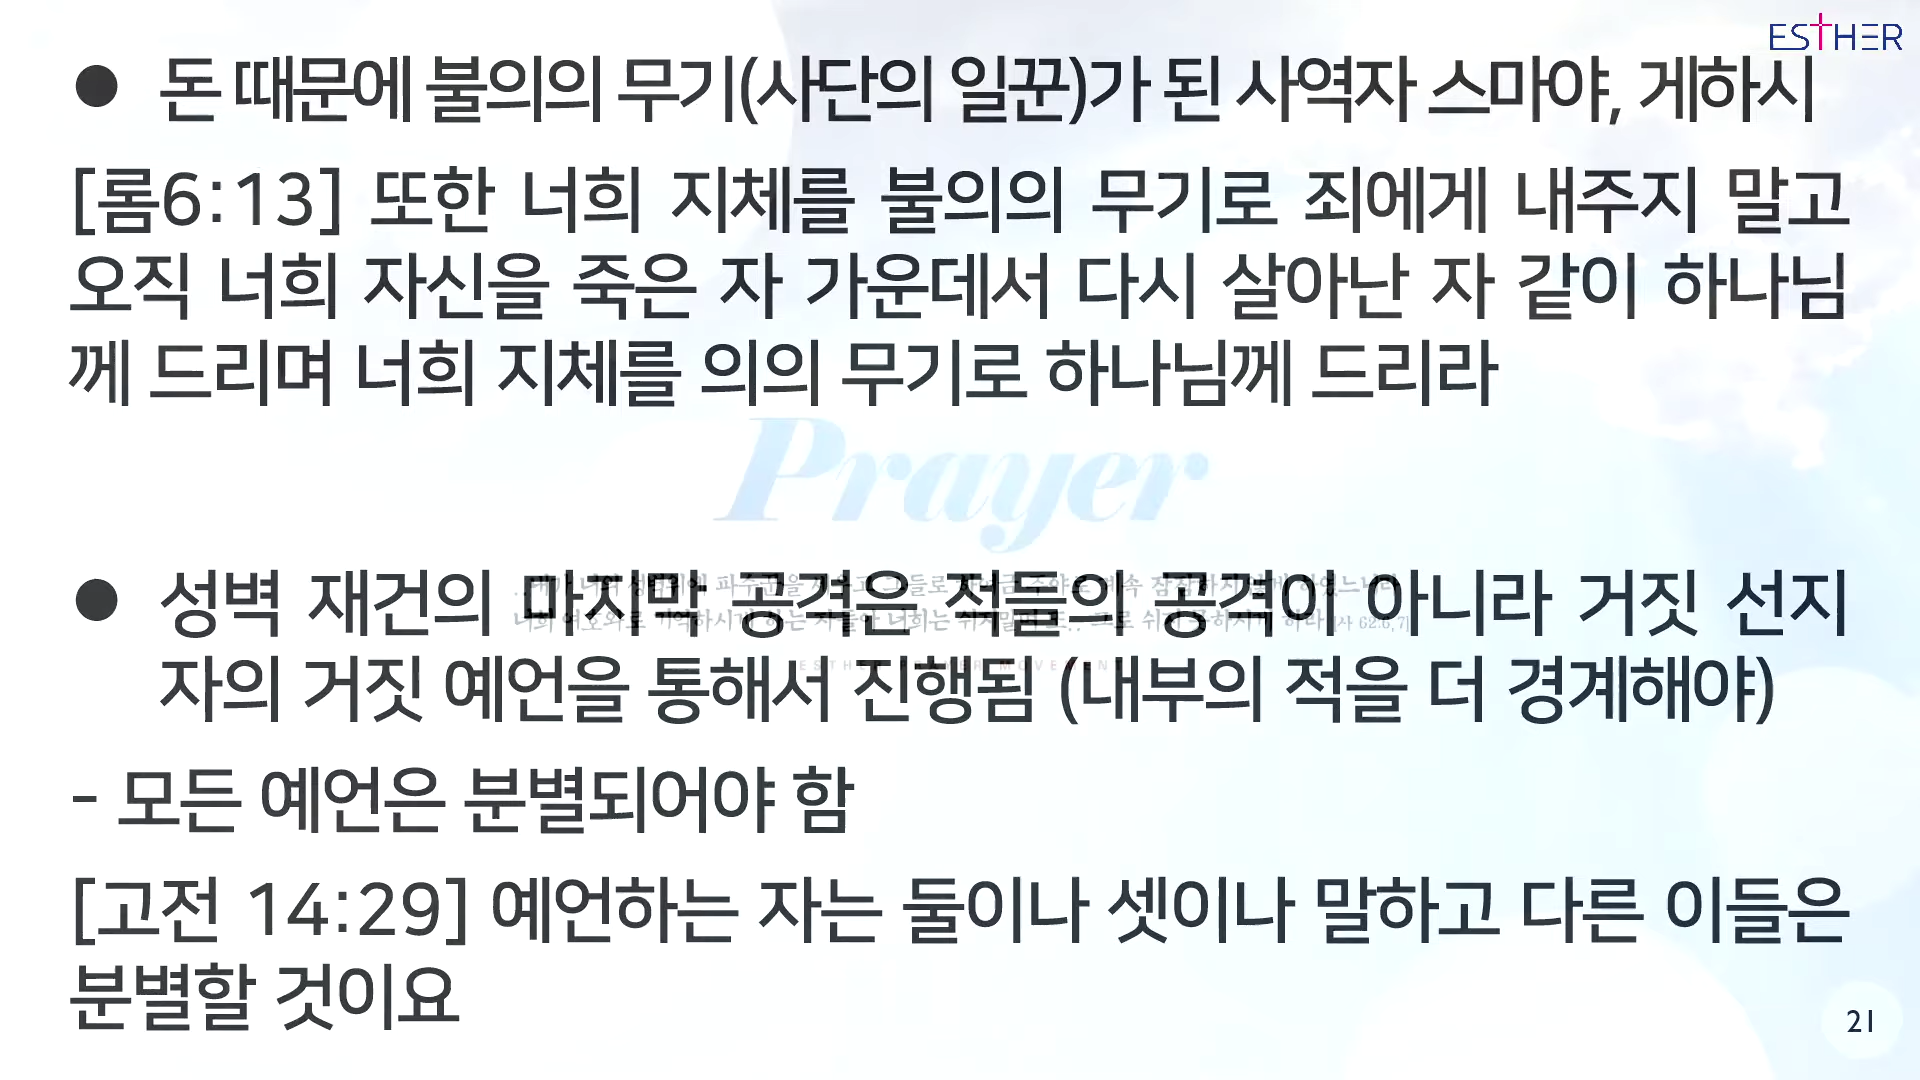 ESTHER
● 돈 때문에 불의의 무기(사단의 일꾼)가 된 사역자 스마야, 게하시
[롬6:13] 또한 너희 지체를 불의의 무기로 죄에게 내주지 말고
오직 너희 자신을 죽은 자 가운데서 다시 살아난 자 같이 하나님
께 드리며 너희 지체를 의의 무기로 하나님께 드리라
Prayer
● 성벽 재건의 마지막 공격은 적들의 공격이 아니라 거짓 선지
자의 거짓 예언을 통해서 진행됨 (내부의 적을 더 경계해야)
ESTHER PRAYER MOVEMENT
- 모든 예언은 분별되어야 함
[고전 14:29] 예언하는 자는 둘이나 셋이나 말하고 다른 이들은
분별할 것이요
21